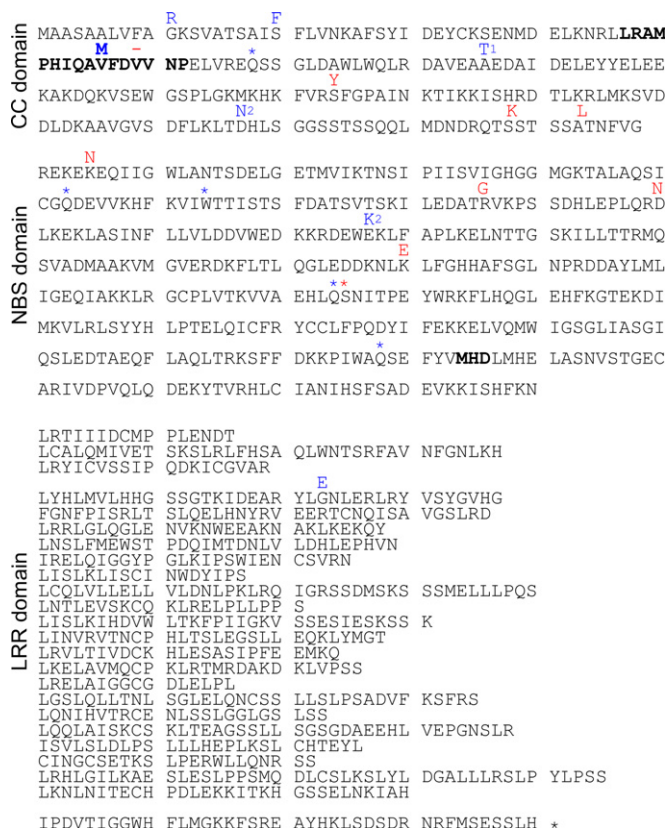 R F
MAASAALVFA GKSVATSAIS FLVNKAFSYI DEYCKSENMD ELKNRLLRAM
M – * T1
PHIQAVFDVV NPELVREQSS GLDAWLWQLR DAVEAAEDAI DELEYYELEE
Y
KAKDQKVSEW GSPLGKMKHK FVRSFGPAIN KTIKKISHRD TLKRLMKSVD
N2 K L
DLDKAAVGVS DFLKLTDHLS GGSSTSSQQL MDNDRQTSST SSATNFVG
CC domain
N
REKEKEQIIG WLANTSDELG ETMVIKTNSI PIISVIGHGG MGKTALAQSI
* * G N
CGQDEVVKHF KVIWTTISTS FDATSVTSKI LEDATRVKPS SDHLEPLQRD
K2
LKEKLASINF LLVLDDVWED KKRDEWEKLF APLKELNTTG SKILLTTRMQ
E
SVADMAAKVM GVERDKFLTL QGLEDDKNLK LFGHHAFSGL NPRDDAYLML
* *
IGEQIAKKLR GCPLVTKVVA EHLQSNITPE YWRKFLHQGL EHFKGTEKDI
MKVLRLSYYH LPTELQICFR YCCLFPQDYI FEKKELVQMW IGSGLIASGI
*
QSLEDTAEQF LAQLTRKSFF DKKPIWAQSE FYVMHDLMHE LASNVSTGEC
ARIVDPVQLQ DEKYTVRHLC IANIHSFSAD EVKKISHFKN
NBS domain
LRTIIIDCMP PLENDT
LCALQMIVET SKSLRLFHSA QLWNTSRFAV NFGNLKH
LRYICVSSIP QDKICGVAR
E
LYHLMVLHHG SSGTKIDEAR YLGNLERLRY VSYGVHG
FGNFPISRLT SLQELHNYRV EERTCNQISA VGSLRD
LRRLGLQGLE NVKNWEEAKN AKLKEKQY
LNSLFMEWST PDQIMTDNLV LDHLEPHVN
IRELQIGGYP GLKIPSWIEN CSVRN
LISLKLISCI NWDYIPS
LCQLVLLELL VLDNLPKLRQ IGRSSDMSKS SSMELLLPQS
LNTLEVSKCQ KLRELPLLPP S
LISLKIHDVW LTKFPIIGKV SSESIESKSS K
LINVRVTNCP HLTSLEGSLL EQKLYMGT
LRVLTIVDCK HLESASIPFE EMKQ
LKELAVMQCP KLRTMRDAKD KLVPSS
LRELAIGGCG DLELPL
LGSLQLLTNL SGLELQNCSS LLSLPSADVF KSFRS
LQNIHVTRCE NLSSLGGLGS LSS
LQQLAISKCS KLTEAGSSLL SGSGDAEEHL VEPGNSLR
ISVLSLDLPS LLLHEPLKSL CHTEYL
CINGCSETKS LPERWLLQNR SS
LRHLGILKAE SLESLPPSMQ DLCSLKSLYL DGALLLRSLP YLPSS
LKNLNITECH PDLEKKITKH GSSELNKIAH
IPDVTIGGWH FLMGKKFSRE AYHKLSDSDR NRFMSESSLH *
LRR domain